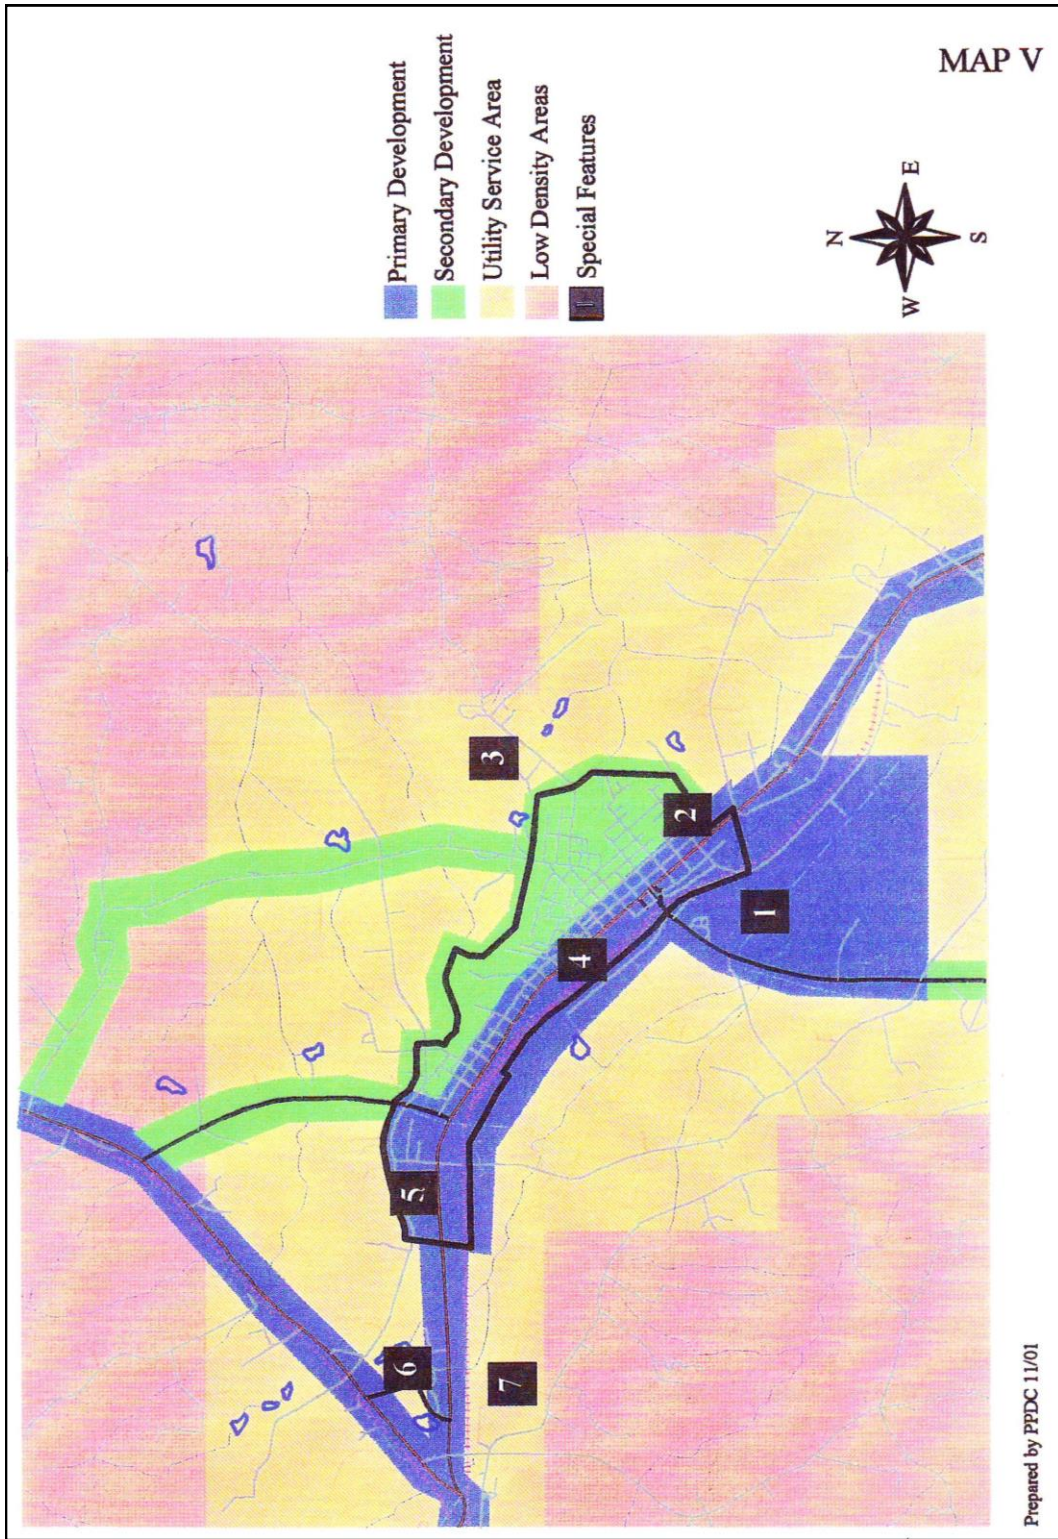 MAP V
Primary Development
Secondary Development
Utility Service Area
Low Density Areas
1 Special Features
N
W E
S
3
2
1
4
5
6
7
Prepared by PPDC 11/01